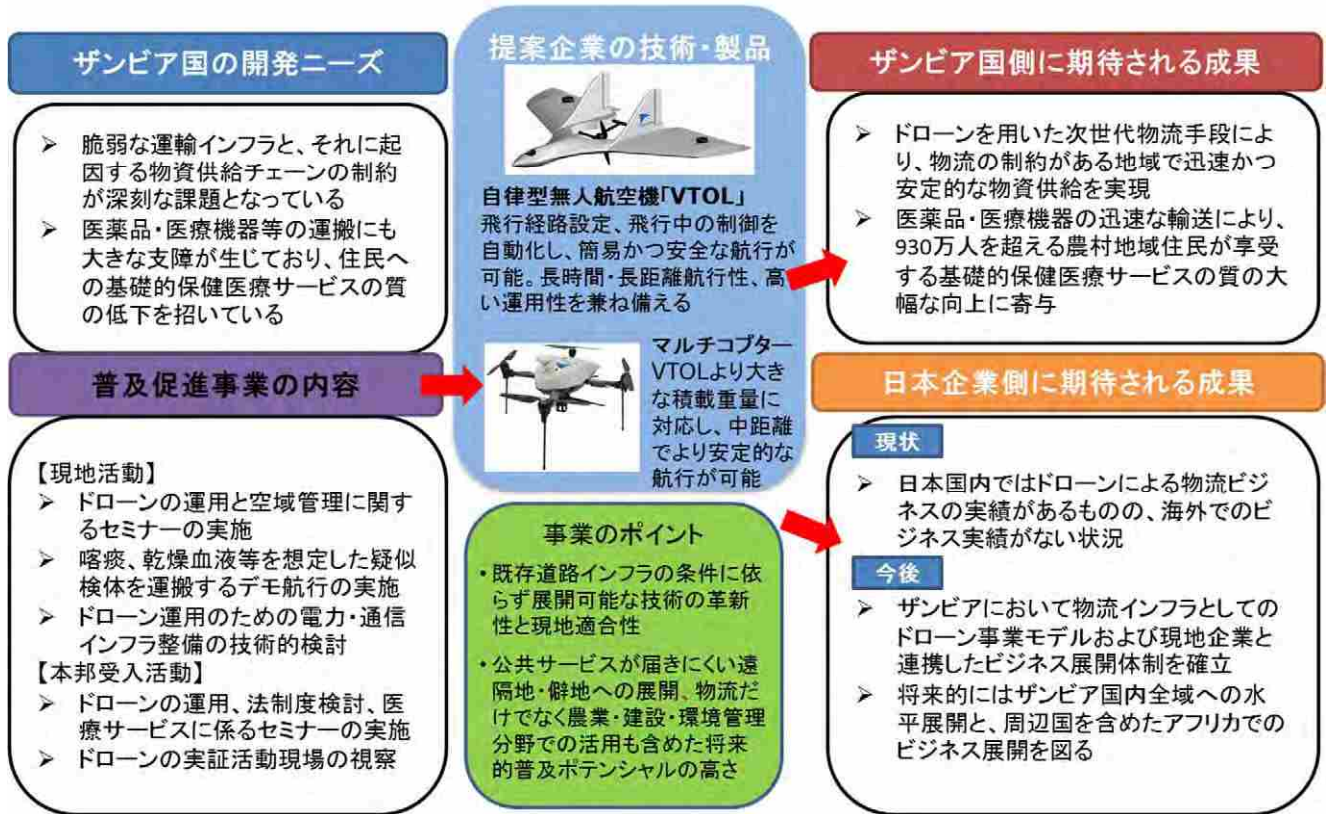 ザンビア国の開発ニーズ
➢ 脆弱な運輸インフラと、それに起
因する物資供給チェーンの制約
が深刻な課題となっている
➢ 医薬品・医療機器等の運搬にも
大きな支障が生じており、住民へ
の基礎的保健医療サービスの質
の低下を招いている
普及促進事業の内容
【現地活動】
➢ ドローンの運用と空域管理に関す
るセミナーの実施
➢ 喀痰、乾燥血液等を想定した疑似
検体を運搬するデモ航行の実施
➢ ドローン運用のための電力・通信
インフラ整備の技術的検討
【本邦受入活動】
➢ ドローンの運用、法制度検討、医
療サービスに係るセミナーの実施
➢ ドローンの実証活動現場の視察
提案企業の技術・製品
自律型無人航空機「VTOL」
飛行経路設定、飛行中の制御を
自動化し、簡易かつ安全な航行が
可能。長時間・長距離航行性、高
い運用性を兼ね備える
マルチコプター
VTOLより大き
な積載重量に
対応し、中距離
でより安定的な
航行が可能
事業のポイント
・既存道路インフラの条件に依
らず展開可能な技術の革新
性と現地適合性
・公共サービスが届きにくい遠
隔地・僻地への展開、物流だ
けでなく農業・建設・環境管理
分野での活用も含めた将来
的普及ポテンシャルの高さ
ザンビア国側に期待される成果
➢ ドローンを用いた次世代物流手段によ
り、物流の制約がある地域で迅速かつ
安定的な物資供給を実現
➢ 医薬品・医療機器の迅速な輸送により、
930万人を超える農村地域住民が享受
する基礎的保健医療サービスの質の大
幅な向上に寄与
日本企業側に期待される成果
現状
➢ 日本国内ではドローンによる物流ビジ
ネスの実績があるものの、海外でのビ
ジネス実績がない状況
今後
➢ ザンビアにおいて物流インフラとしての
ドローン事業モデルおよび現地企業と
連携したビジネス展開体制を確立
➢ 将来的にはザンビア国内全域への水
平展開と、周辺国を含めたアフリカでの
ビジネス展開を図る